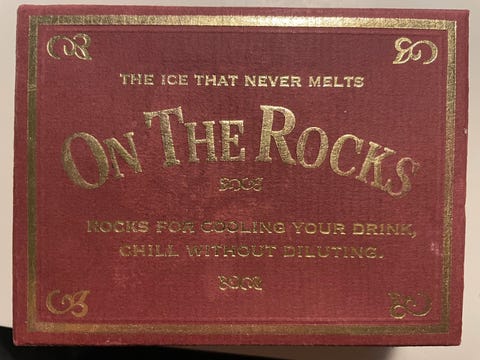 THE ICE THAT NEVER MELTS
ON THE ROCKS
ROCKS FOR COOLING YOUR DRINK,
CHILL WITHOUT DILUTING.